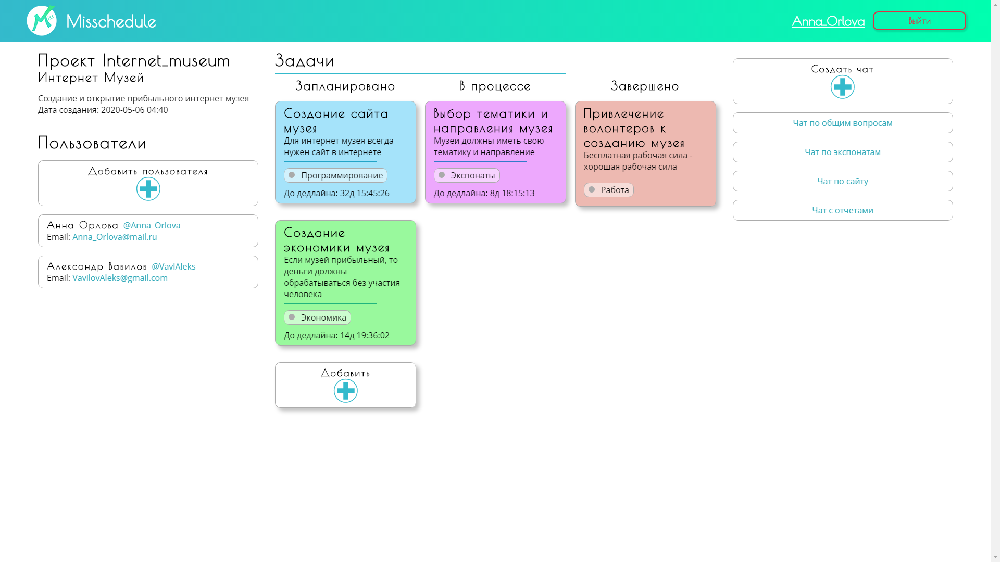 Miss
Misschedule
Anna_Orlova
Выйти
Проект Internet_museum
Интернет Музей
Создание и открытие прибыльного интернет музея
Дата создания: 2020-05-06 04:40
Пользователи
Добавить пользователя
Анна Орлова @Anna_Orlova
Email: Anna_Orlova@mail.ru
Александр Вавилов @VavlAleks
Email: VavilovAleks@gmail.com
Задачи
Запланировано
Создание сайта
музея
Для интернет музея всегда
нужен сайт в интернете
Программирование
До дедлайна: 32д 15:45:26
Создание
экономики музея
Если музей прибыльный, то
деньги должны
обрабатываться без участия
человека
Экономика
До дедлайна: 14д 19:36:02
Добавить
В процессе
Выбор тематики и
направления музея
Музеи должны иметь свою
тематику и направление
Экспонаты
До дедлайна: 8д 18:15:13
Завершено
Привлечение
волонтеров к
созданию музея
Бесплатная рабочая сила -
хорошая рабочая сила
Работа
Создать чат
Чат по общим вопросам
Чат по экспонатам
Чат по сайту
Чат с отчетами